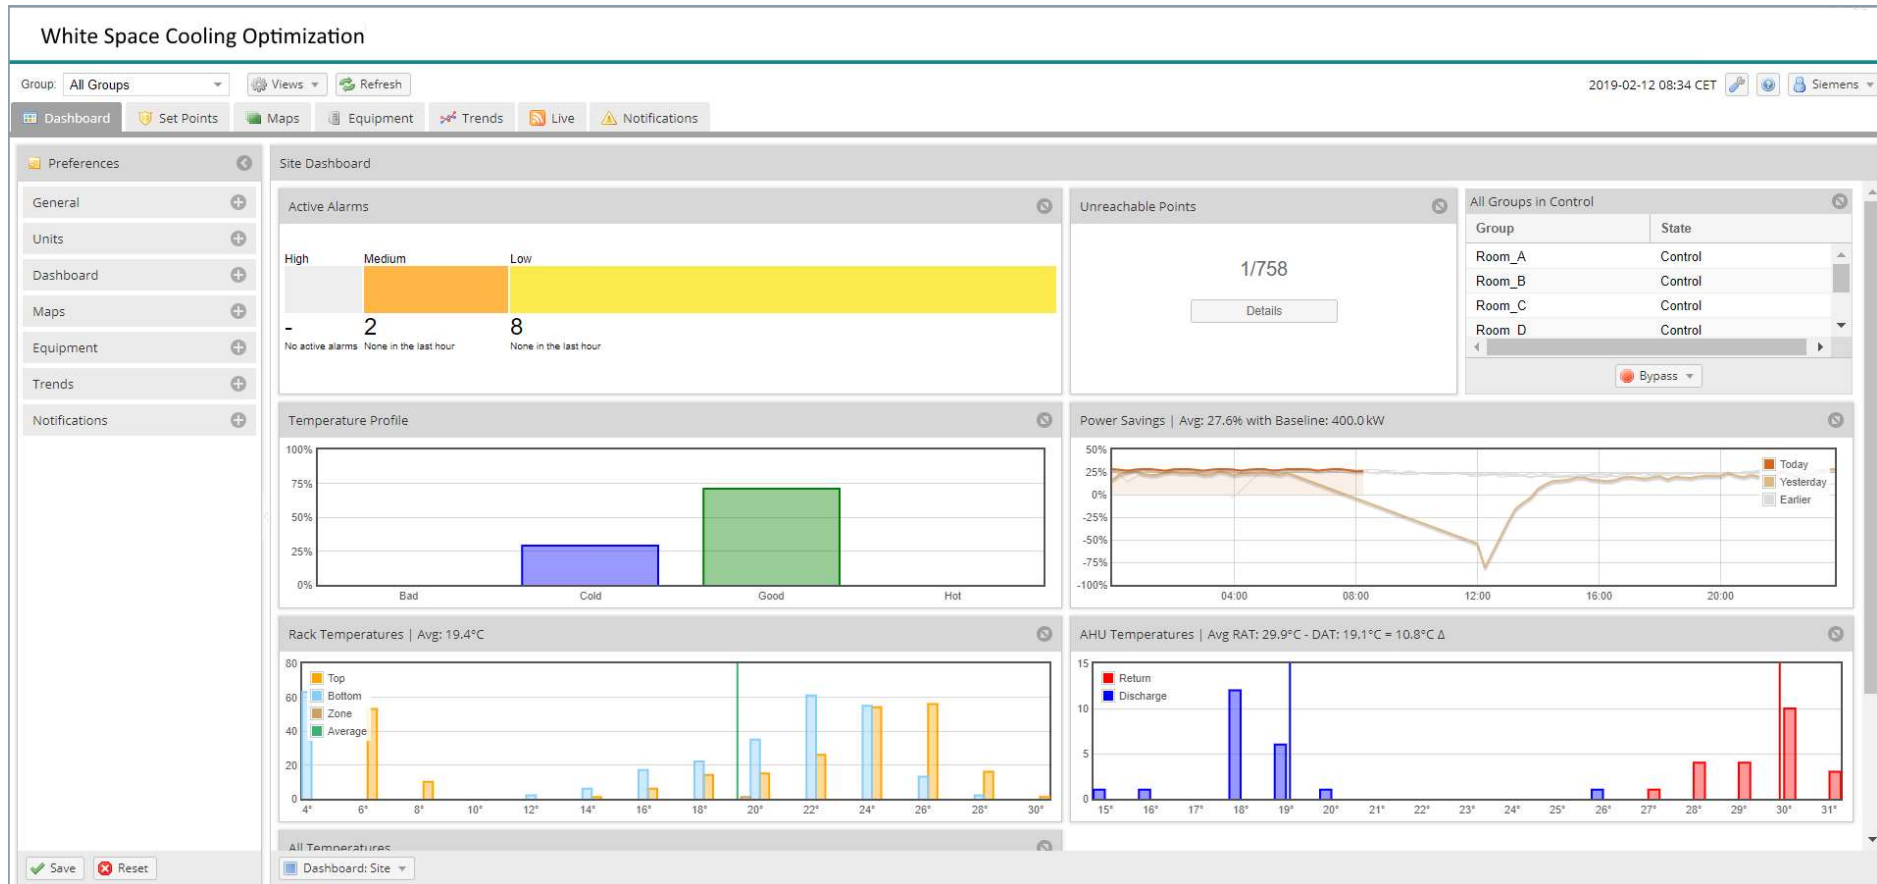 White Space Cooling Optimization
Group: All Groups Views Refresh 2019-02-12 08:34 CET Siemens
Dashboard Set Points Maps Equipment Trends Live Notifications
Preferences
General
Units
Dashboard
Maps
Equipment
Trends
Notifications
Save Reset
Site Dashboard
Active Alarms
High Medium Low
- 2 8
No active alarms None in the last hour None in the last hour
Unreachable Points
1/758
Details
All Groups in Control
Group State
Room_A Control
Room_B Control
Room_C Control
Room_D Control
Bypass
Temperature Profile
100%
75%
50%
25%
0%
Bad Cold Good Hot
Power Savings | Avg: 27.6% with Baseline: 400.0 kW
50%
25%
0%
-25%
-50%
-75%
-100%
Today
Yesterday
Earlier
04:00 08:00 12:00 16:00 20:00
Rack Temperatures | Avg: 19.4°C
80
60
40
20
0
Top
Bottom
Zone
Average
4° 6° 8° 10° 12° 14° 16° 18° 20° 22° 24° 26° 28° 30°
AHU Temperatures | Avg RAT: 29.9°C - DAT: 19.1°C = 10.8°C Δ
15
10
5
0
Return
Discharge
15° 16° 17° 18° 19° 20° 21° 22° 23° 24° 25° 26° 27° 28° 29° 30° 31°
All Temperatures
Dashboard: Site